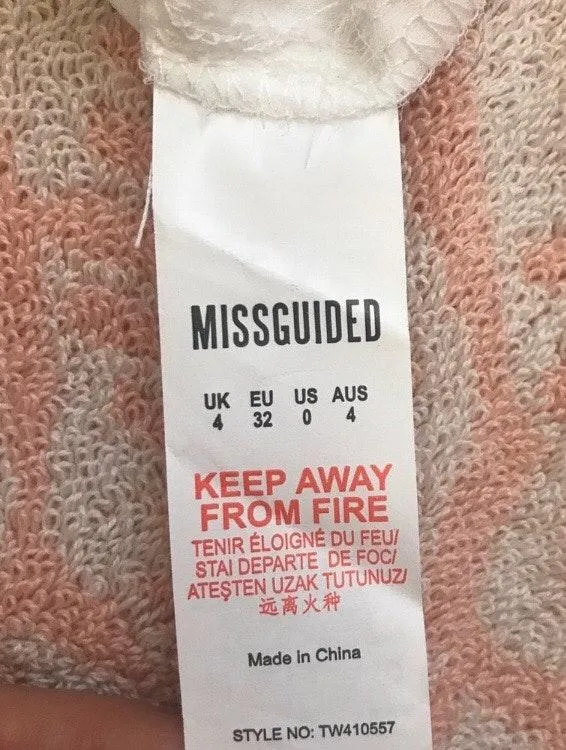 MISSGUIDED
UK EU US AUS
4 32 0 4
KEEP AWAY
FROM FIRE
TENIR ÉLOIGNÉ DU FEU/
STAI DEPARTE DE FOC/
ATEŞTEN UZAK TUTUNUZ/
远离火种
Made in China
STYLE NO: TW410557